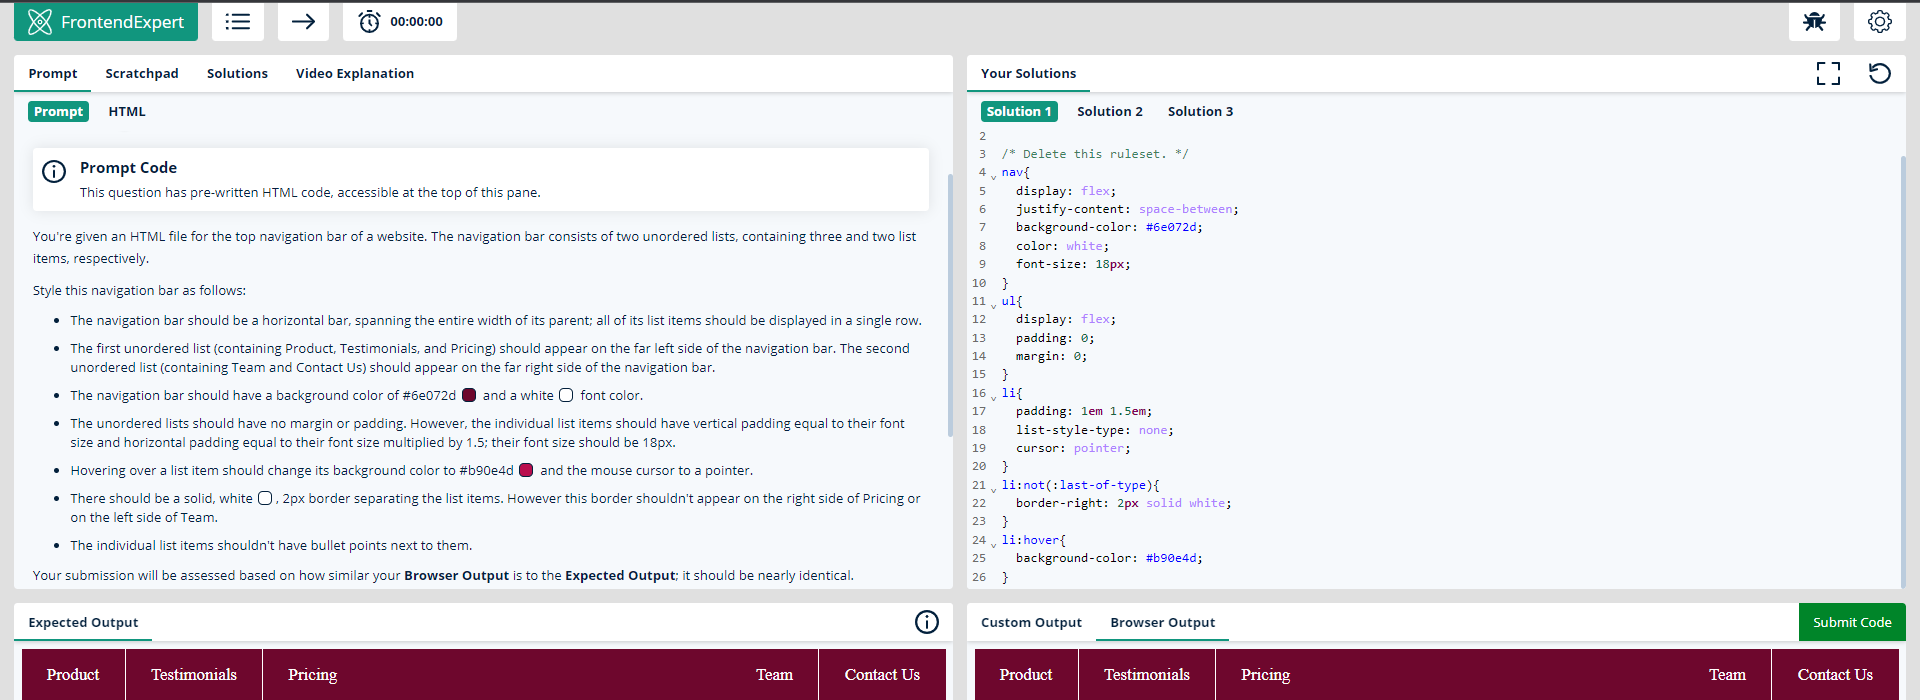 FrontendExpert
00:00:00
Prompt Scratchpad Solutions Video Explanation
Prompt HTML
Prompt Code
This question has pre-written HTML code, accessible at the top of this pane.
You're given an HTML file for the top navigation bar of a website. The navigation bar consists of two unordered lists, containing three and two list
items, respectively.
Style this navigation bar as follows:
• The navigation bar should be a horizontal bar, spanning the entire width of its parent; all of its list items should be displayed in a single row.
• The first unordered list (containing Product, Testimonials, and Pricing) should appear on the far left side of the navigation bar. The second
unordered list (containing Team and Contact Us) should appear on the far right side of the navigation bar.
• The navigation bar should have a background color of #6e072d and a white font color.
• The unordered lists should have no margin or padding. However, the individual list items should have vertical padding equal to their font
size and horizontal padding equal to their font size multiplied by 1.5; their font size should be 18px.
• Hovering over a list item should change its background color to #b90e4d and the mouse cursor to a pointer.
• There should be a solid, white , 2px border separating the list items. However this border shouldn't appear on the right side of Pricing or
on the left side of Team.
• The individual list items shouldn't have bullet points next to them.
Your submission will be assessed based on how similar your Browser Output is to the Expected Output; it should be nearly identical.
Your Solutions
Solution 1 Solution 2 Solution 3
2
3 /* Delete this ruleset. */
4 nav{
5 display: flex;
6 justify-content: space-between;
7 background-color: #6e072d;
8 color: white;
9 font-size: 18px;
10 }
11 ul{
12 display: flex;
13 padding: 0;
14 margin: 0;
15 }
16 li{
17 padding: 1em 1.5em;
18 list-style-type: none;
19 cursor: pointer;
20 }
21 li:not(:last-of-type){
22 border-right: 2px solid white;
23 }
24 li:hover{
25 background-color: #b90e4d;
26 }
Expected Output
Product Testimonials Pricing Team Contact Us
Custom Output Browser Output Submit Code
Product Testimonials Pricing Team Contact Us